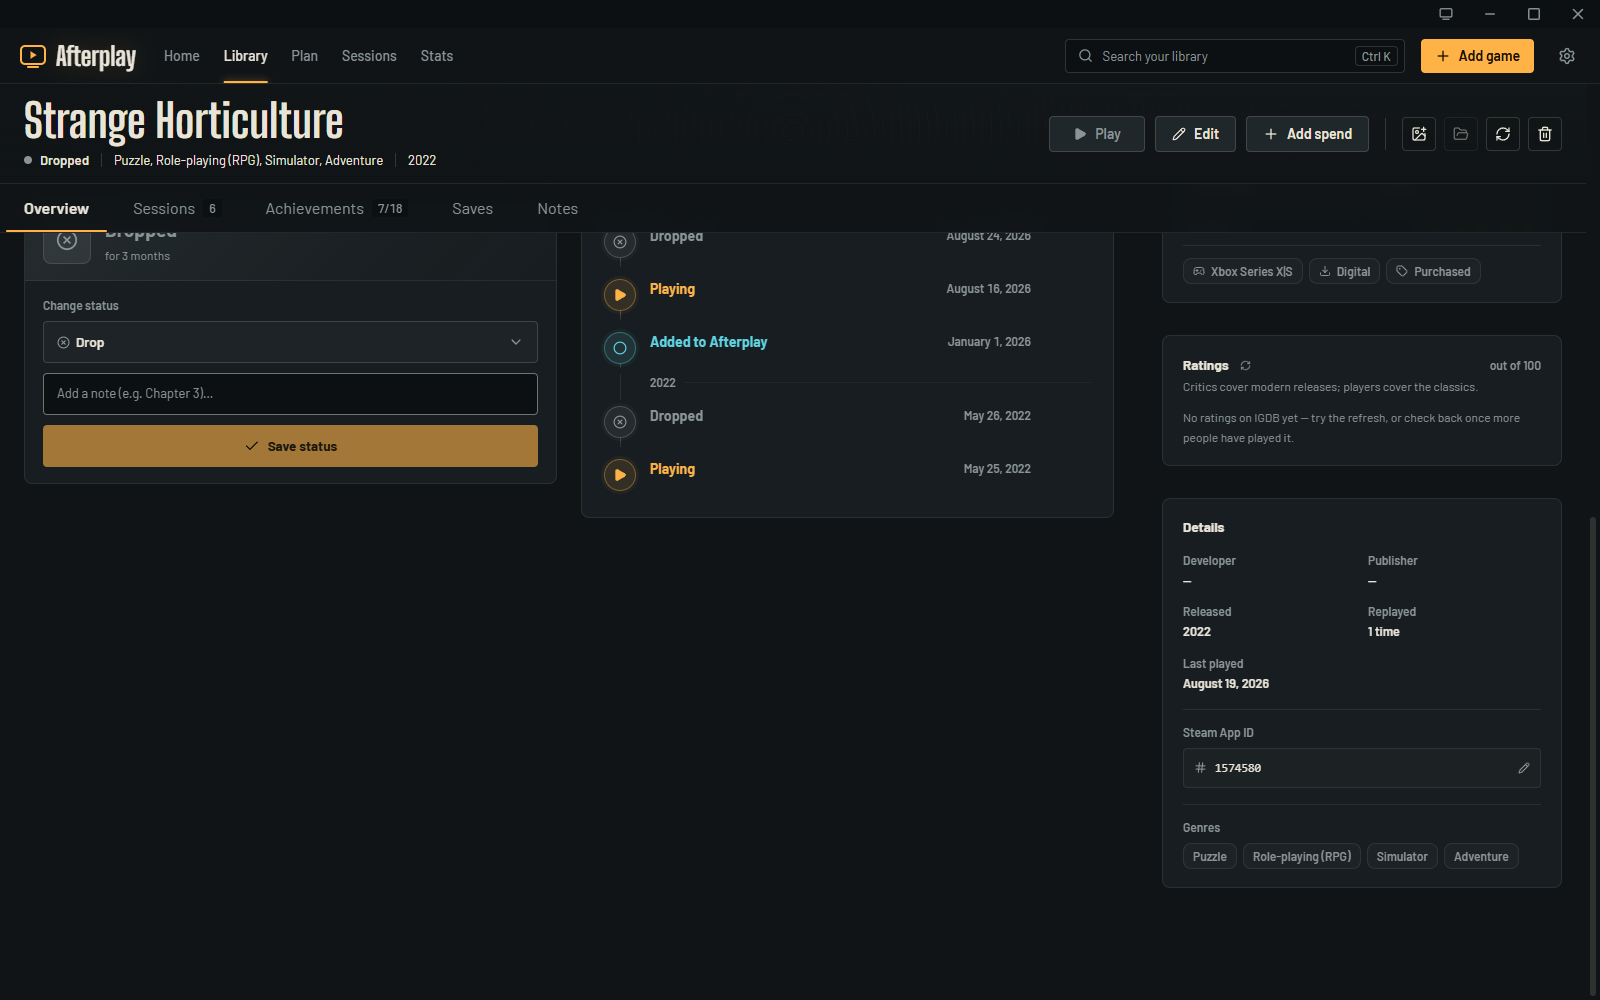 Afterplay
Home
Library
Plan
Sessions
Stats
Search your library
Ctrl K
Add game
Strange Horticulture
Dropped
Puzzle, Role-playing (RPG), Simulator, Adventure
2022
Play
Edit
Add spend
Overview
Sessions 6
Achievements 7/18
Saves
Notes
Dropped
for 3 months
Change status
Drop
Add a note (e.g. Chapter 3)...
Save status
Dropped August 24, 2026
Playing August 16, 2026
Added to Afterplay January 1, 2026
2022
Dropped May 26, 2022
Playing May 25, 2022
Xbox Series X|S
Digital
Purchased
Ratings
out of 100
Critics cover modern releases; players cover the classics.
No ratings on IGDB yet — try the refresh, or check back once more
people have played it.
Details
Developer
—
Publisher
—
Released
2022
Replayed
1 time
Last played
August 19, 2026
Steam App ID
# 1574580
Genres
Puzzle
Role-playing (RPG)
Simulator
Adventure